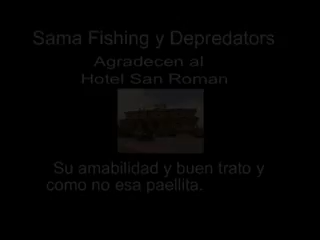 Sama Fishing y Depredators
Agradecen al
Hotel San Roman
Su amabilidad y buen trato y
como no esa paellita.